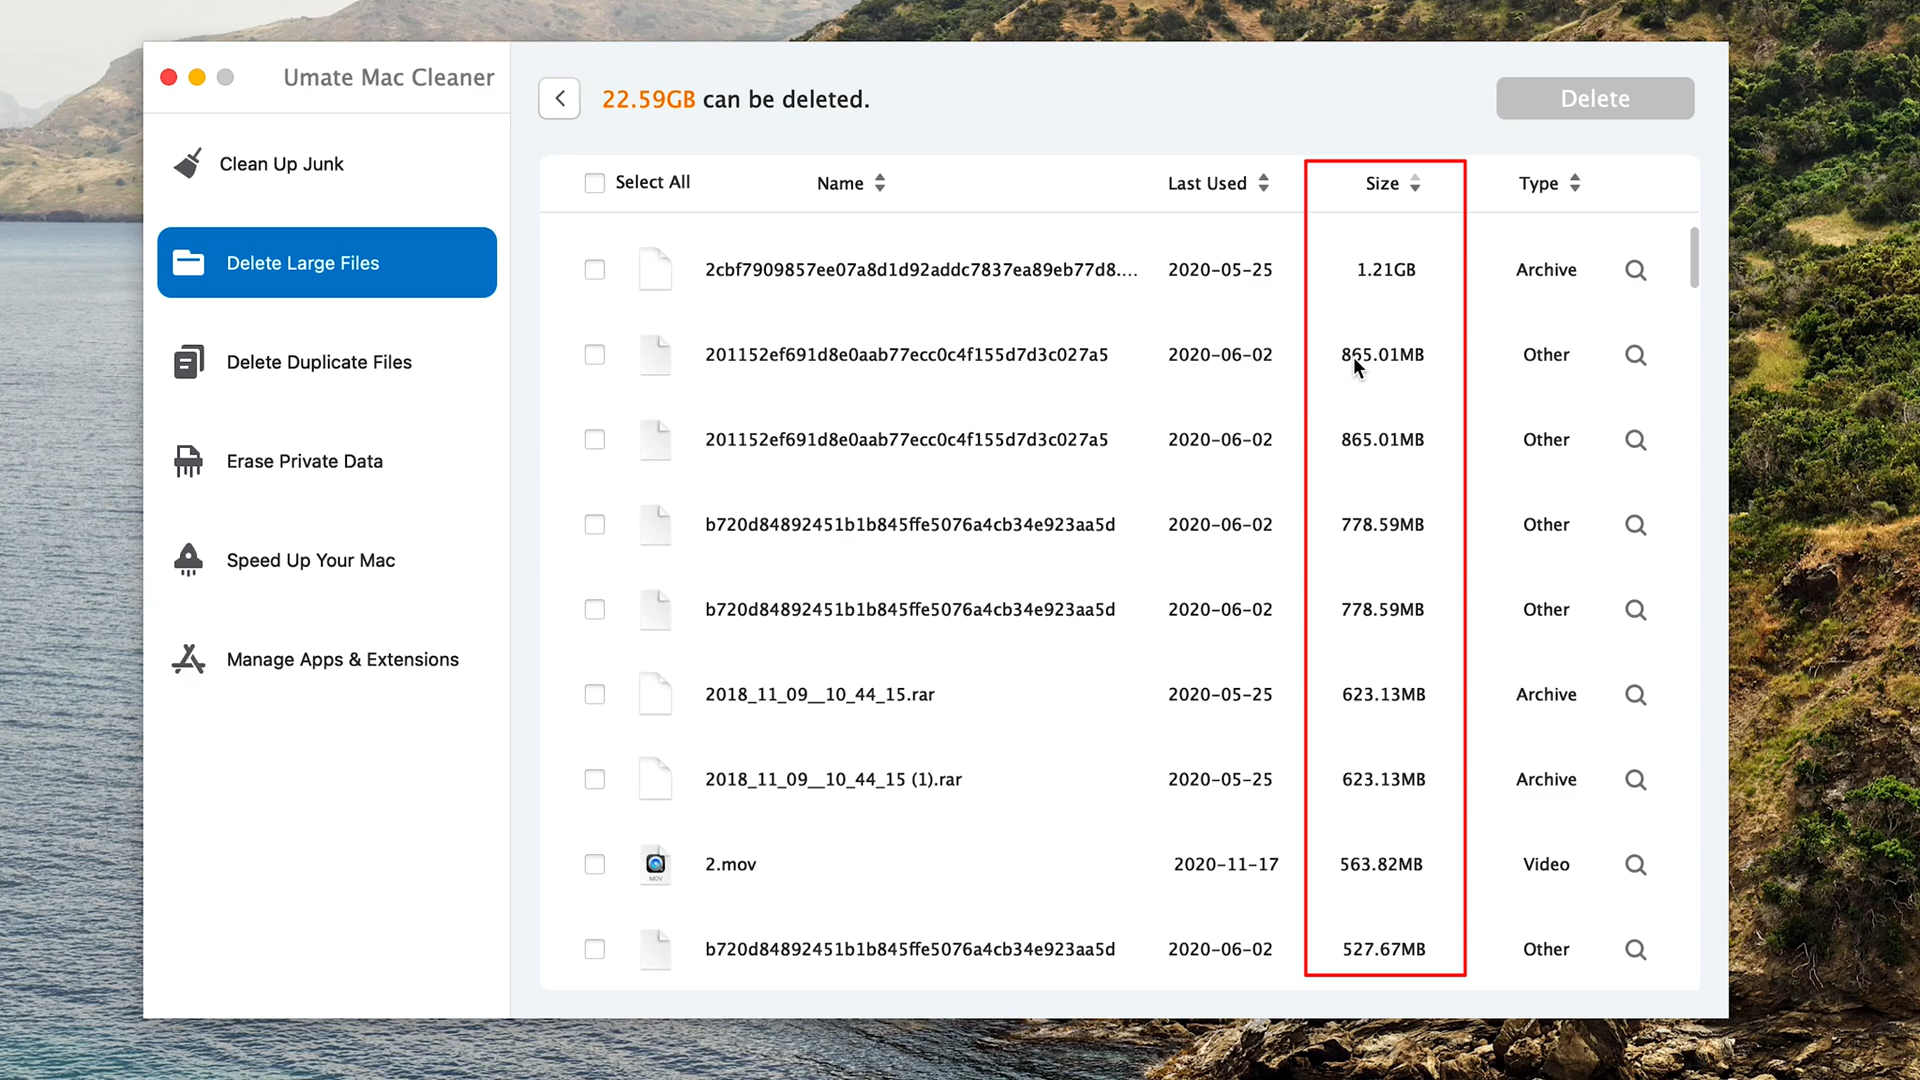 Umate Mac Cleaner
22.59GB can be deleted.
Delete
Clean Up Junk
Delete Large Files
Delete Duplicate Files
Erase Private Data
Speed Up Your Mac
Manage Apps & Extensions
Select All Name Last Used Size Type
2cbf7909857ee07a8d1d92addc7837ea89eb77d8.... 2020-05-25 1.21GB Archive
201152ef691d8e0aab77ecc0c4f155d7d3c027a5 2020-06-02 865.01MB Other
201152ef691d8e0aab77ecc0c4f155d7d3c027a5 2020-06-02 865.01MB Other
b720d84892451b1b845ffe5076a4cb34e923aa5d 2020-06-02 778.59MB Other
b720d84892451b1b845ffe5076a4cb34e923aa5d 2020-06-02 778.59MB Other
2018_11_09__10_44_15.rar 2020-05-25 623.13MB Archive
2018_11_09__10_44_15 (1).rar 2020-05-25 623.13MB Archive
MOV 2.mov 2020-11-17 563.82MB Video
b720d84892451b1b845ffe5076a4cb34e923aa5d 2020-06-02 527.67MB Other